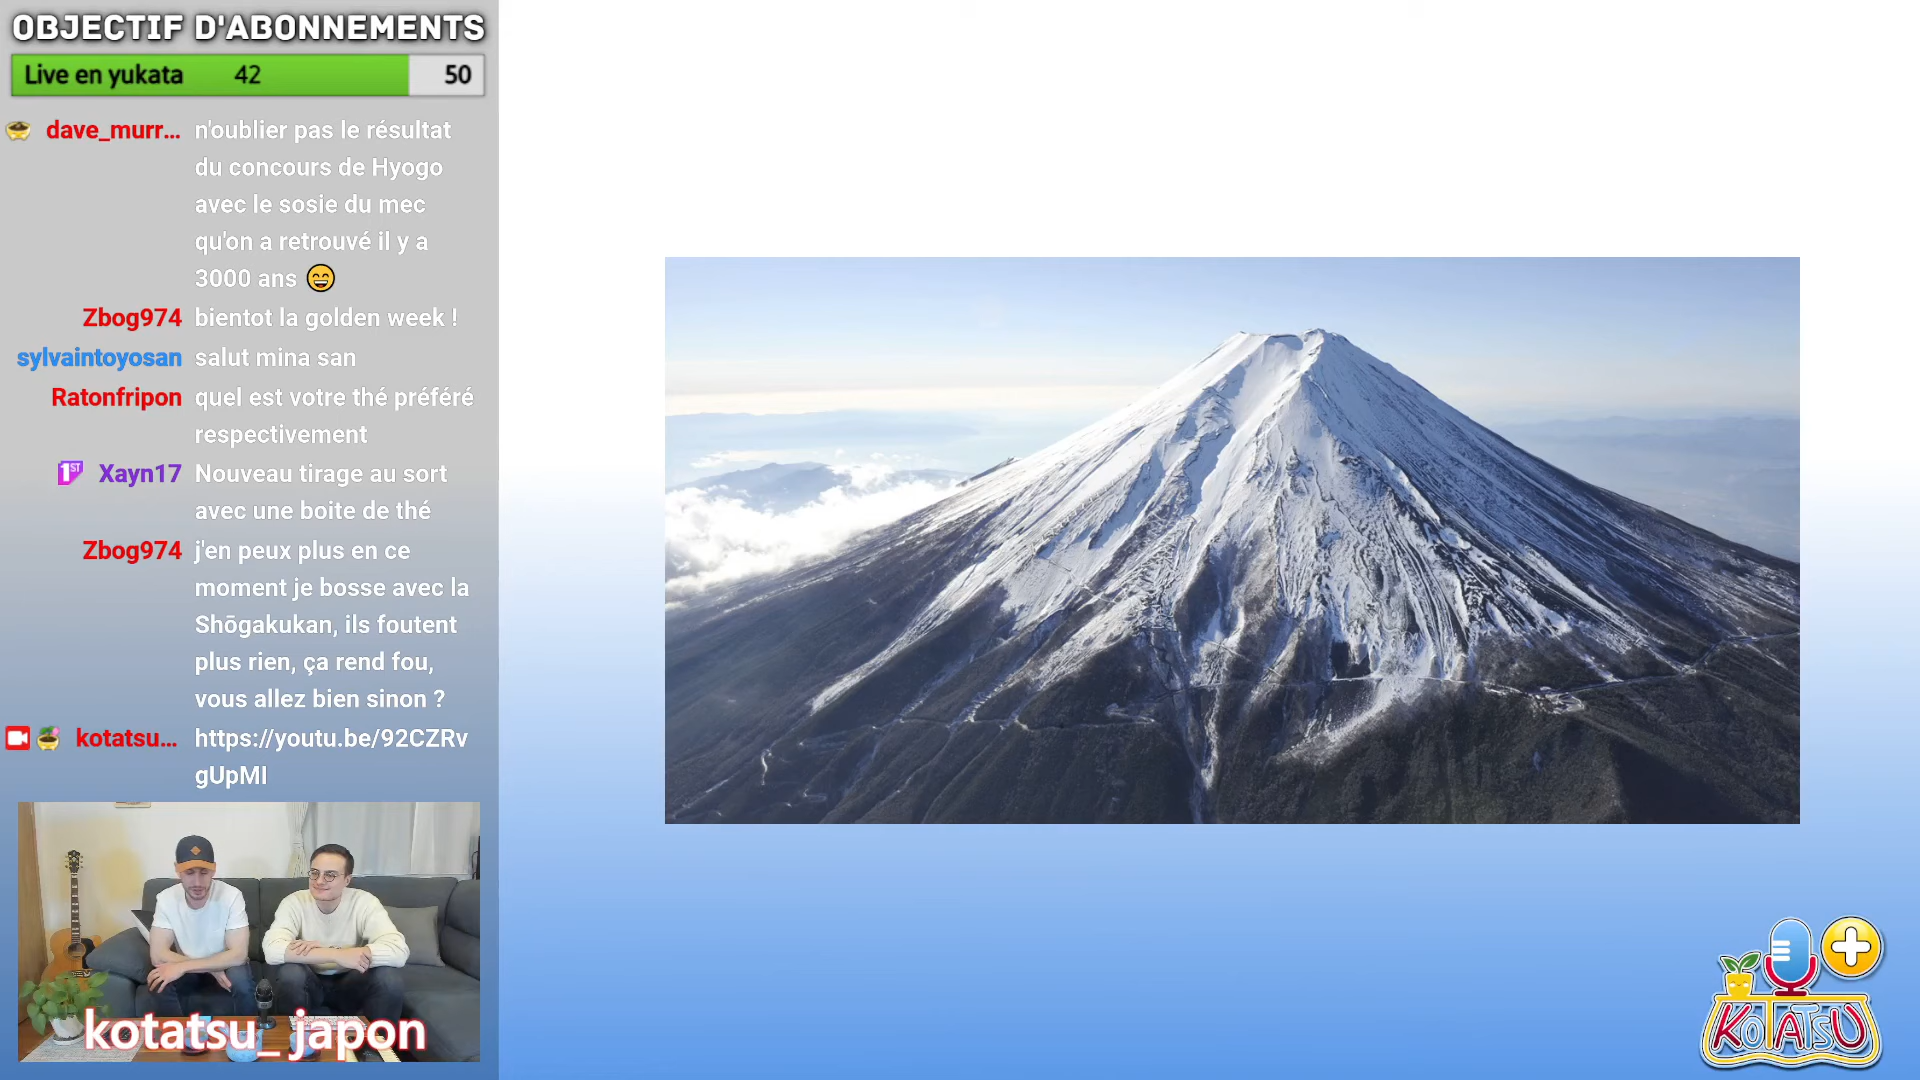 OBJECTIF D'ABONNEMENTS
Live en yukata 42 50
dave_murr... n'oublier pas le résultat
du concours de Hyogo
avec le sosie du mec
qu'on a retrouvé il y a
3000 ans 😄
Zbog974 bientot la golden week !
sylvaintoyosan salut mina san
Ratonfripon quel est votre thé préféré
respectivement
1ST Xayn17 Nouveau tirage au sort
avec une boite de thé
Zbog974 j'en peux plus en ce
moment je bosse avec la
Shōgakukan, ils foutent
plus rien, ça rend fou,
vous allez bien sinon ?
kotatsu... https://youtu.be/92CZRv
gUpMI
kotatsu_japon
KOTATSU